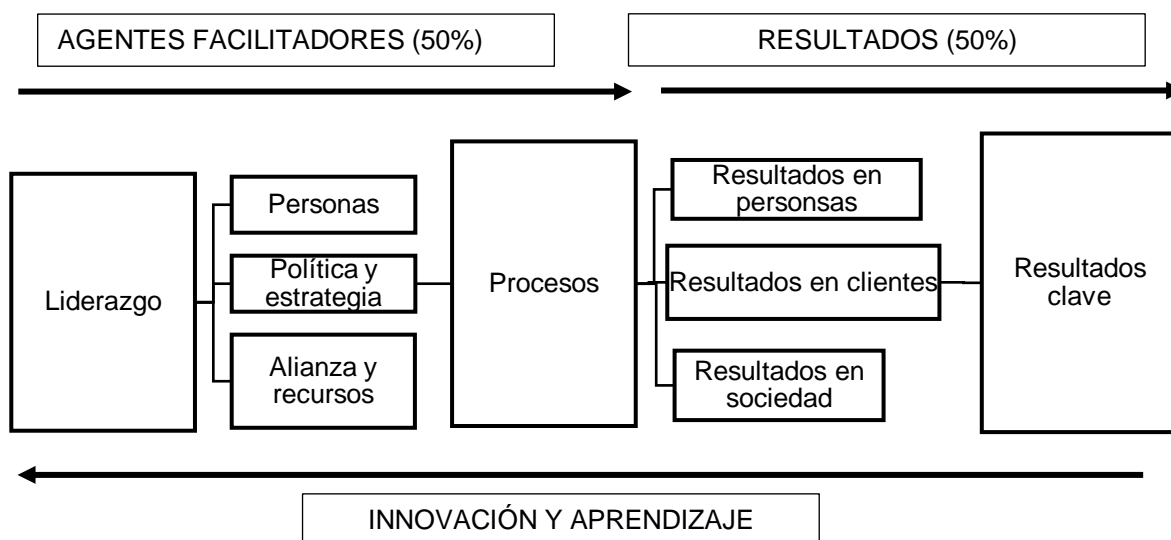 AGENTES FACILITADORES (50%)
RESULTADOS (50%)
Liderazgo
Personas
Política y
estrategia
Alianza y
recursos
Procesos
Resultados en
personsas
Resultados en clientes
Resultados en
sociedad
Resultados
clave
INNOVACIÓN Y APRENDIZAJE